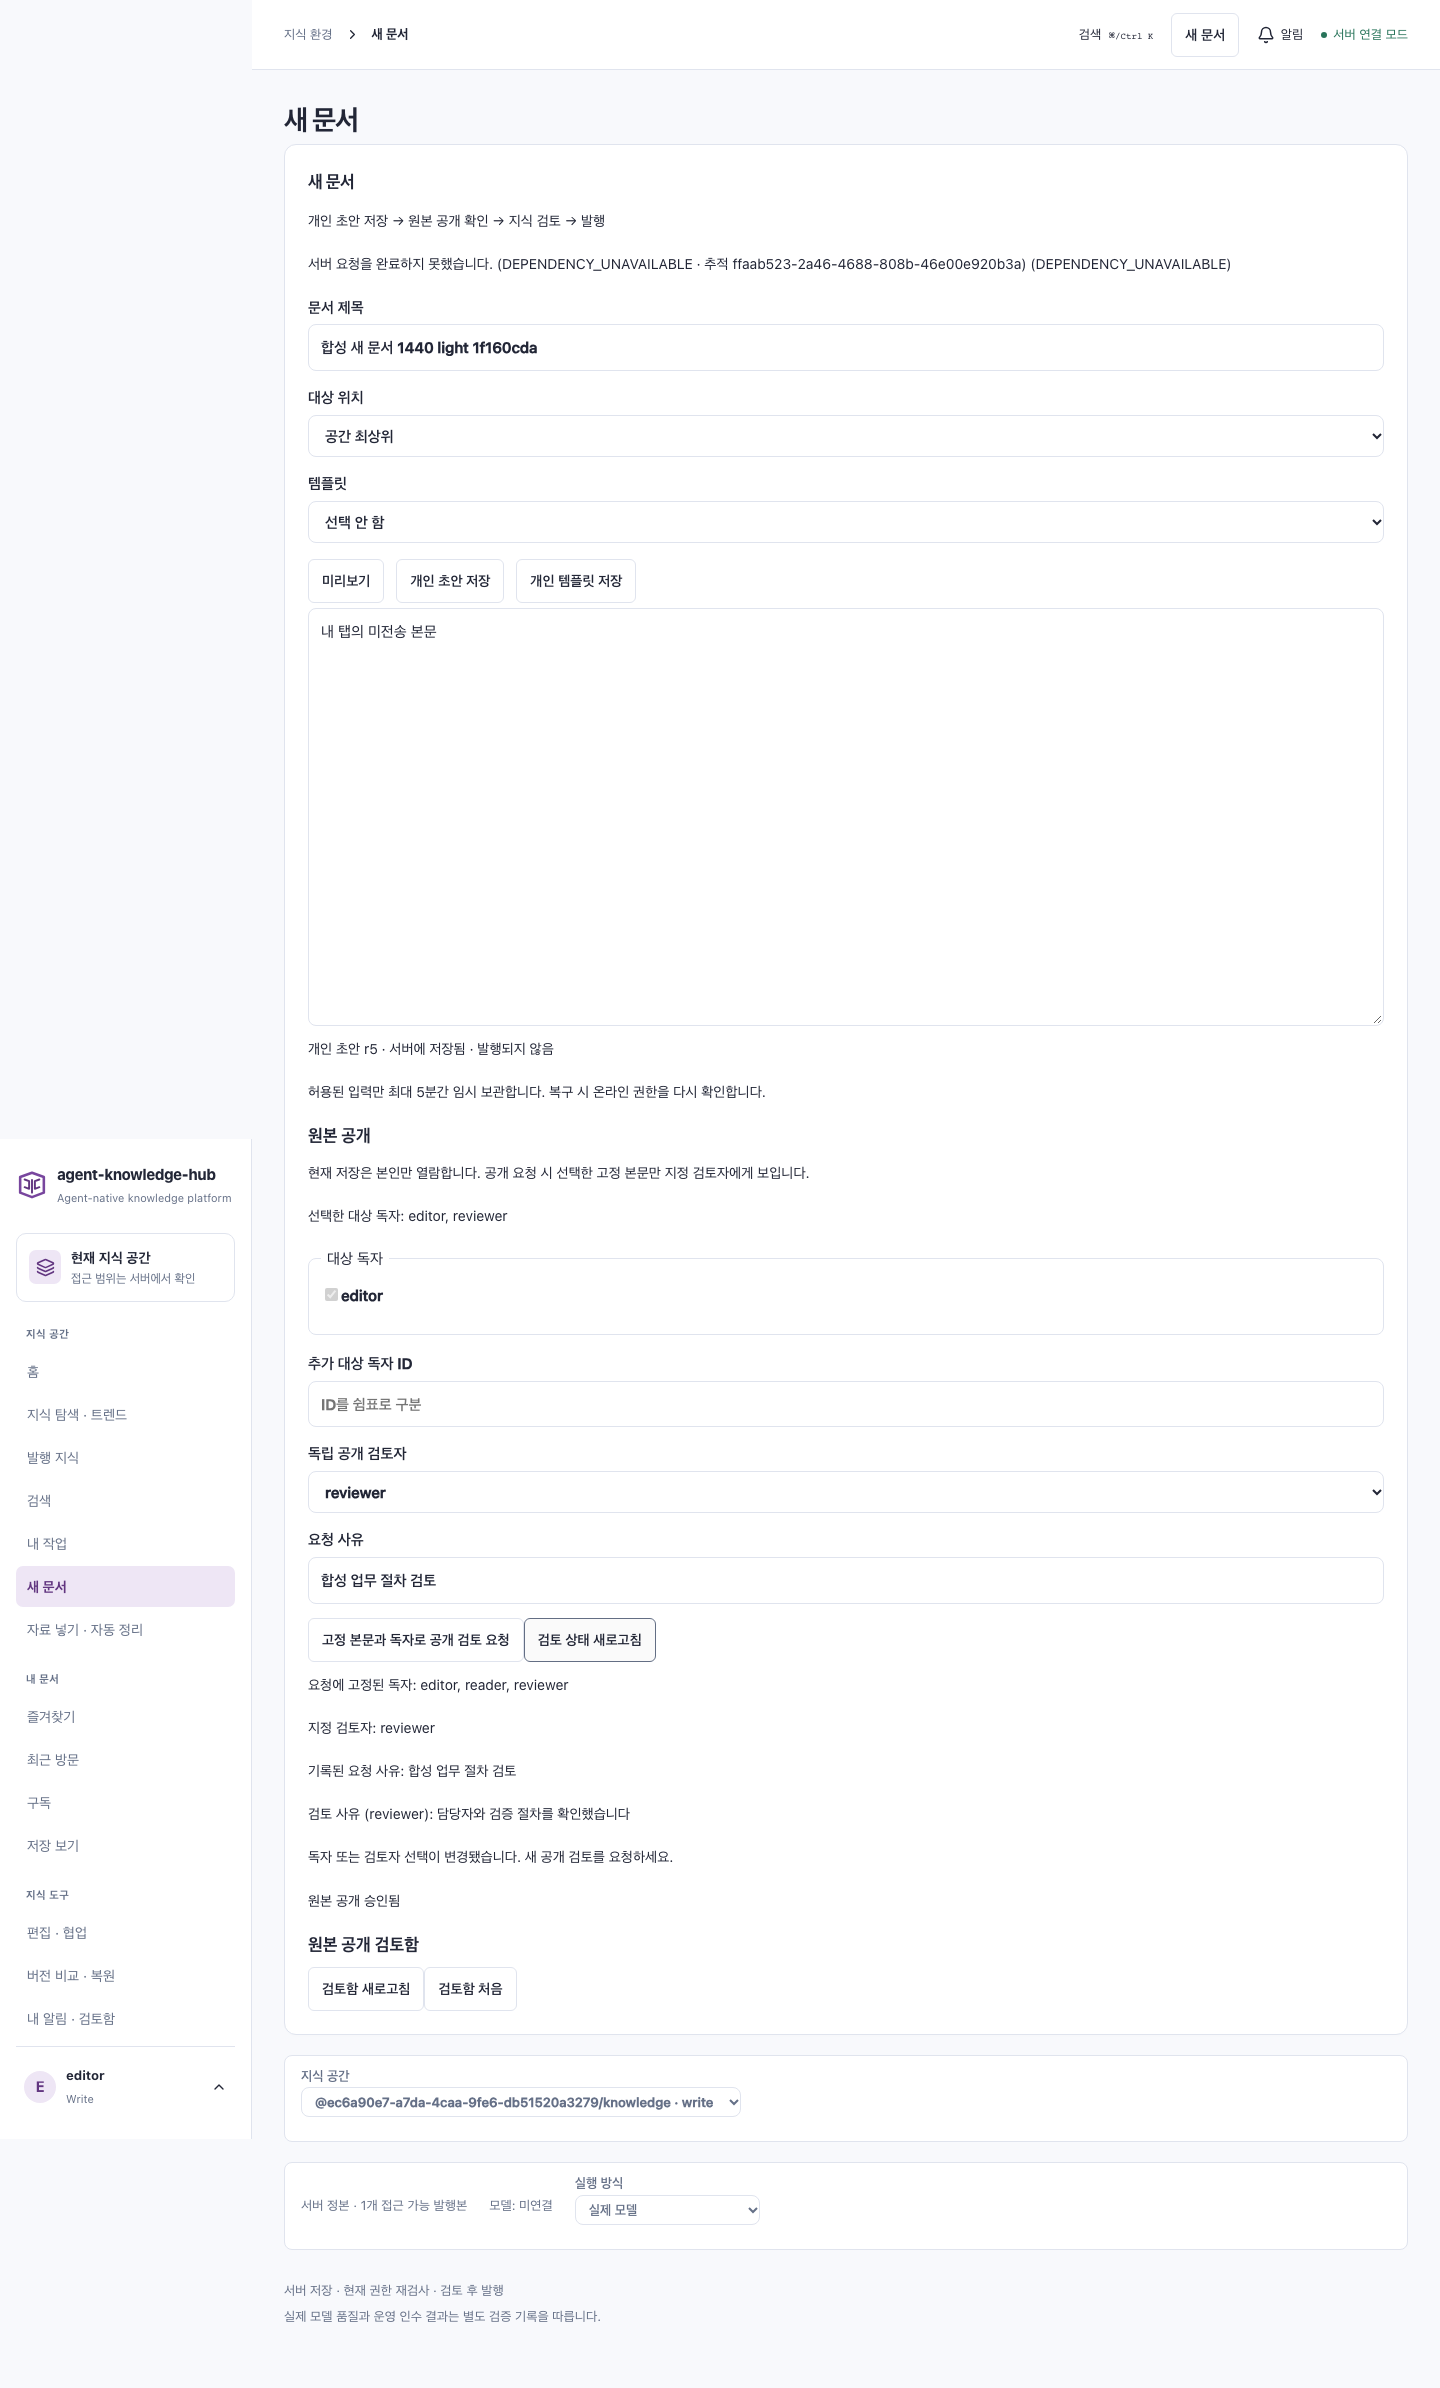 지식 환경 > 새 문서
검색 ⌘/Ctrl K
새 문서
알림
서버 연결 모드
새 문서
새 문서
개인 초안 저장 → 원본 공개 확인 → 지식 검토 → 발행
서버 요청을 완료하지 못했습니다. (DEPENDENCY_UNAVAILABLE · 추적 ffaab523-2a46-4688-808b-46e00e920b3a) (DEPENDENCY_UNAVAILABLE)
문서 제목
합성 새 문서 1440 light 1f160cda
대상 위치
공간 최상위
템플릿
선택 안 함
미리보기
개인 초안 저장
개인 템플릿 저장
내 탭의 미전송 본문
개인 초안 r5 · 서버에 저장됨 · 발행되지 않음
허용된 입력만 최대 5분간 임시 보관합니다. 복구 시 온라인 권한을 다시 확인합니다.
원본 공개
현재 저장은 본인만 열람합니다. 공개 요청 시 선택한 고정 본문만 지정 검토자에게 보입니다.
선택한 대상 독자: editor, reviewer
대상 독자
editor
추가 대상 독자 ID
ID를 쉼표로 구분
독립 공개 검토자
reviewer
요청 사유
합성 업무 절차 검토
고정 본문과 독자로 공개 검토 요청
검토 상태 새로고침
요청에 고정된 독자: editor, reader, reviewer
지정 검토자: reviewer
기록된 요청 사유: 합성 업무 절차 검토
검토 사유 (reviewer): 담당자와 검증 절차를 확인했습니다
독자 또는 검토자 선택이 변경됐습니다. 새 공개 검토를 요청하세요.
원본 공개 승인됨
원본 공개 검토함
검토함 새로고침
검토함 처음
지식 공간
@ec6a90e7-a7da-4caa-9fe6-db51520a3279/knowledge · write
서버 정본 · 1개 접근 가능 발행본
모델: 미연결
실행 방식
실제 모델
서버 저장 · 현재 권한 재검사 · 검토 후 발행
실제 모델 품질과 운영 인수 결과는 별도 검증 기록을 따릅니다.
agent-knowledge-hub
Agent-native knowledge platform
현재 지식 공간
접근 범위는 서버에서 확인
지식 공간
홈
지식 탐색 · 트렌드
발행 지식
검색
내 작업
새 문서
자료 넣기 · 자동 정리
내 문서
즐겨찾기
최근 방문
구독
저장 보기
지식 도구
편집 · 협업
버전 비교 · 복원
내 알림 · 검토함
E
editor
Write